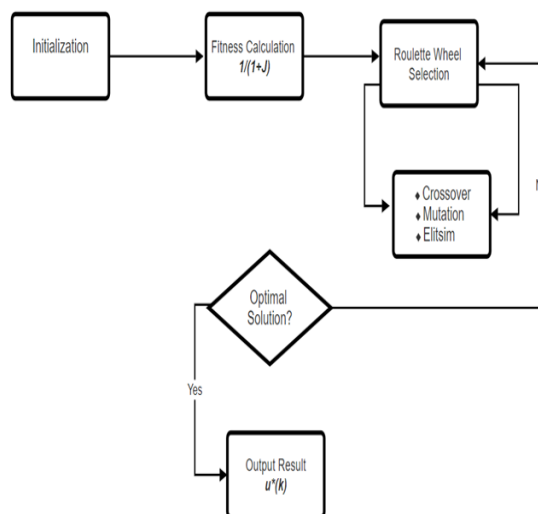 Initialization
Fitness Calculation
1/(1+J)
Roulette Wheel
Selection
♦ Crossover
♦ Mutation
♦ Elitsim
Optimal
Solution?
Yes
Output Result
u*(k)